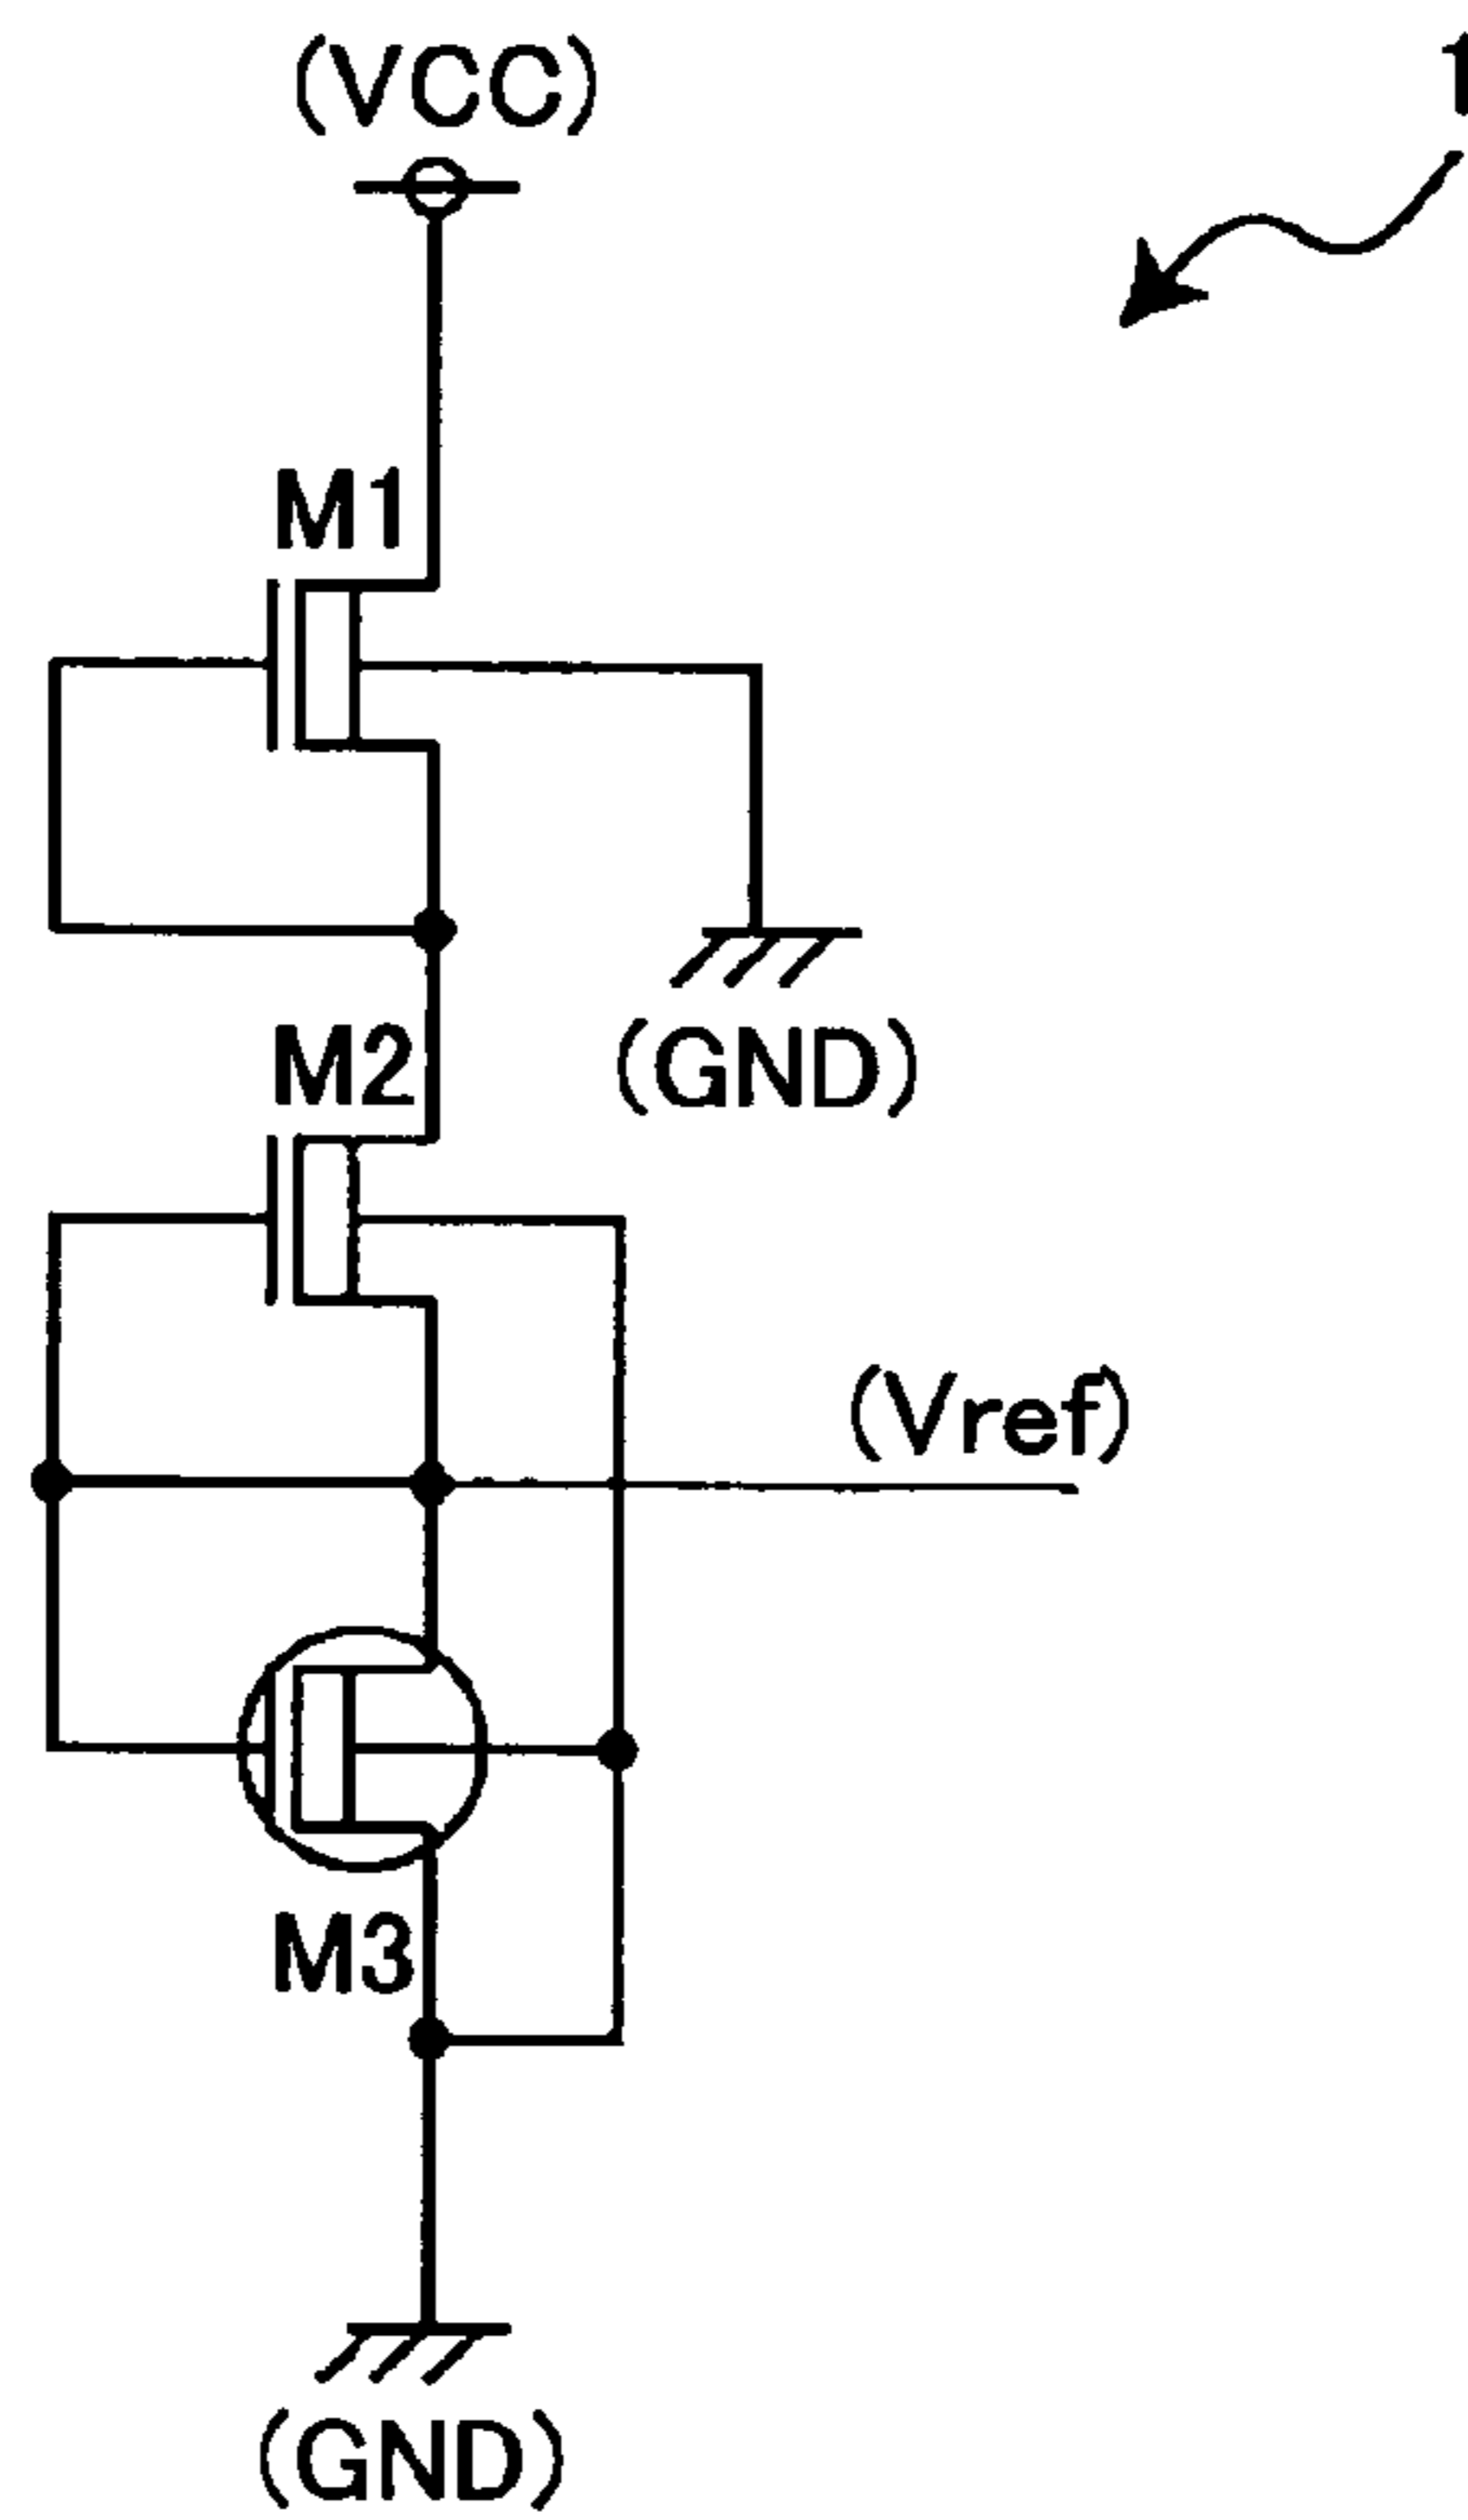 (VCC)
1
M1
(GND)
M2
(Vref)
M3
(GND)